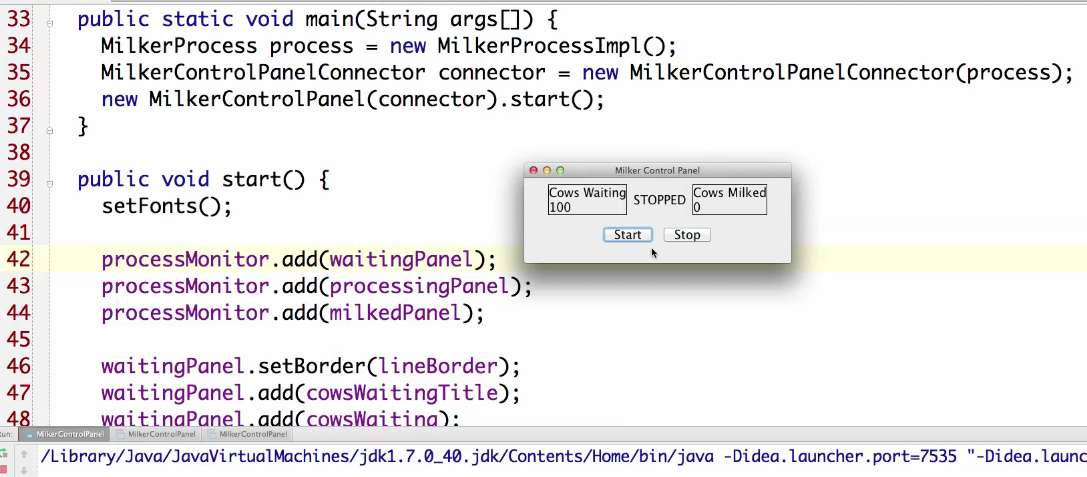 33 public static void main(String args[]) {
34 MilkerProcess process = new MilkerProcessImpl();
35 MilkerControlPanelConnector connector = new MilkerControlPanelConnector(process);
36 new MilkerControlPanel(connector).start();
37 }
38
39 public void start() {
40 setFonts();
41
42 processMonitor.add(waitingPanel);
43 processMonitor.add(processingPanel);
44 processMonitor.add(milkedPanel);
45
46 waitingPanel.setBorder(lineBorder);
47 waitingPanel.add(cowsWaitingTitle);
48 waitingPanel.add(cowsWaiting);
Milker Control Panel
Cows Waiting
100
STOPPED
Cows Milked
0
Start Stop
Run: MilkerControlPanel MilkerControlPanel MilkerControlPanel
/Library/Java/JavaVirtualMachines/jdk1.7.0_40.jdk/Contents/Home/bin/java -Didea.launcher.port=7535 "-Didea.launc